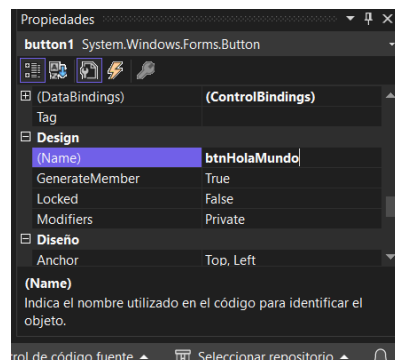 Propiedades
button1 System.Windows.Forms.Button
(DataBindings) (ControlBindings)
Tag
Design
(Name) btnHolaMundo
GenerateMember True
Locked False
Modifiers Private
Diseño
Anchor Top, Left
(Name)
Indica el nombre utilizado en el código para identificar el
objeto.
rol de código fuente Seleccionar repositorio